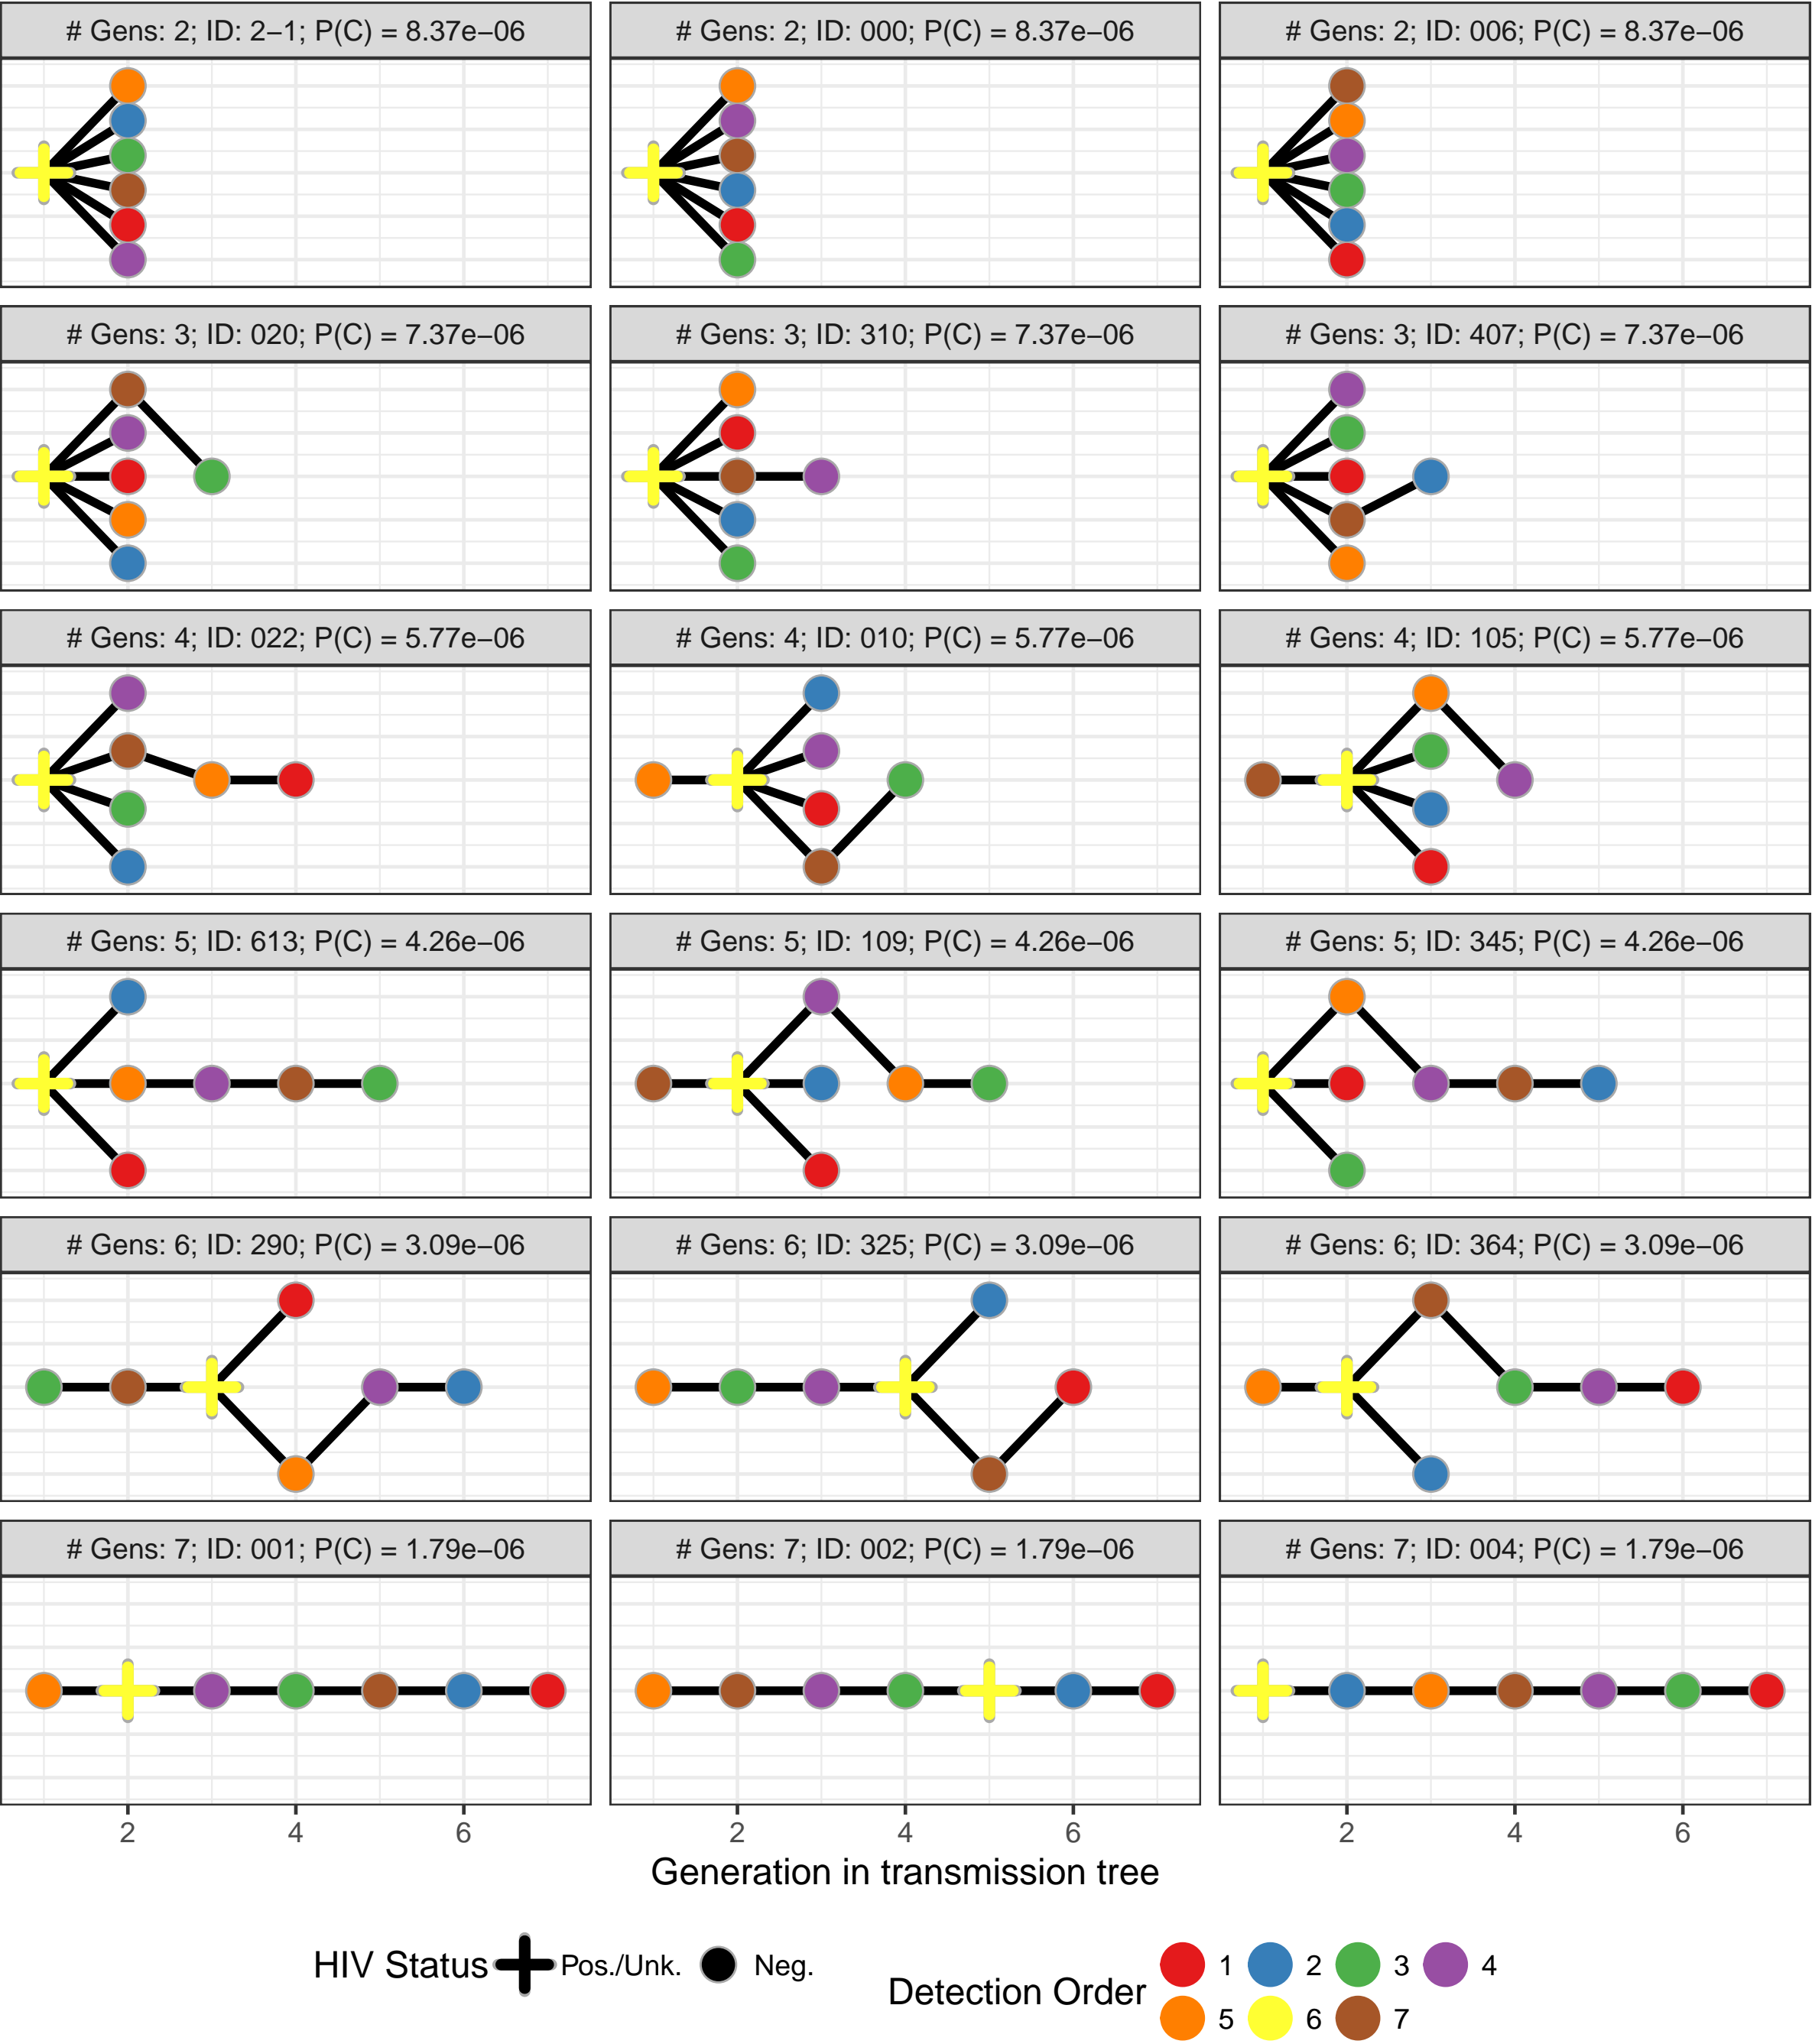 # Gens: 2; ID: 2−1; P(C) = 8.37e−06
# Gens: 2; ID: 000; P(C) = 8.37e−06
# Gens: 2; ID: 006; P(C) = 8.37e−06
# Gens: 3; ID: 020; P(C) = 7.37e−06
# Gens: 3; ID: 310; P(C) = 7.37e−06
# Gens: 3; ID: 407; P(C) = 7.37e−06
# Gens: 4; ID: 022; P(C) = 5.77e−06
# Gens: 4; ID: 010; P(C) = 5.77e−06
# Gens: 4; ID: 105; P(C) = 5.77e−06
# Gens: 5; ID: 613; P(C) = 4.26e−06
# Gens: 5; ID: 109; P(C) = 4.26e−06
# Gens: 5; ID: 345; P(C) = 4.26e−06
# Gens: 6; ID: 290; P(C) = 3.09e−06
# Gens: 6; ID: 325; P(C) = 3.09e−06
# Gens: 6; ID: 364; P(C) = 3.09e−06
# Gens: 7; ID: 001; P(C) = 1.79e−06
# Gens: 7; ID: 002; P(C) = 1.79e−06
# Gens: 7; ID: 004; P(C) = 1.79e−06
2 4 6 2 4 6 2 4 6
Generation in transmission tree
HIV Status Pos./Unk. Neg.
Detection Order
1 2 3 4
5 6 7